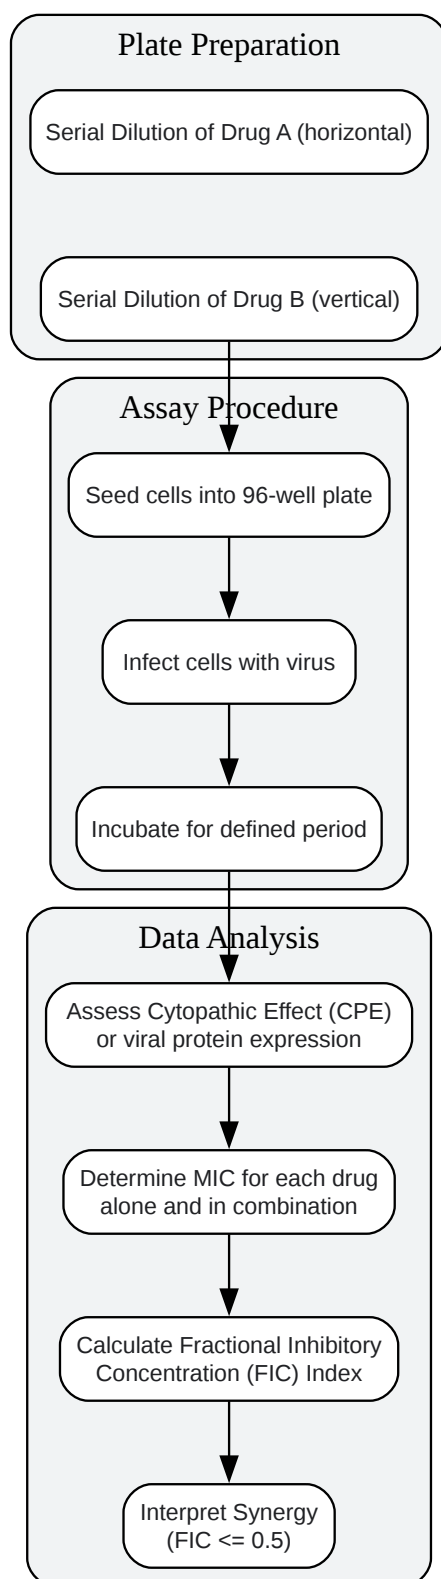 Plate Preparation
Serial Dilution of Drug A (horizontal)
Serial Dilution of Drug B (vertical)
Assay Procedure
Seed cells into 96-well plate
Infect cells with virus
Incubate for defined period
Data Analysis
Assess Cytopathic Effect (CPE)
or viral protein expression
Determine MIC for each drug
alone and in combination
Calculate Fractional Inhibitory
Concentration (FIC) Index
Interpret Synergy
(FIC <= 0.5)